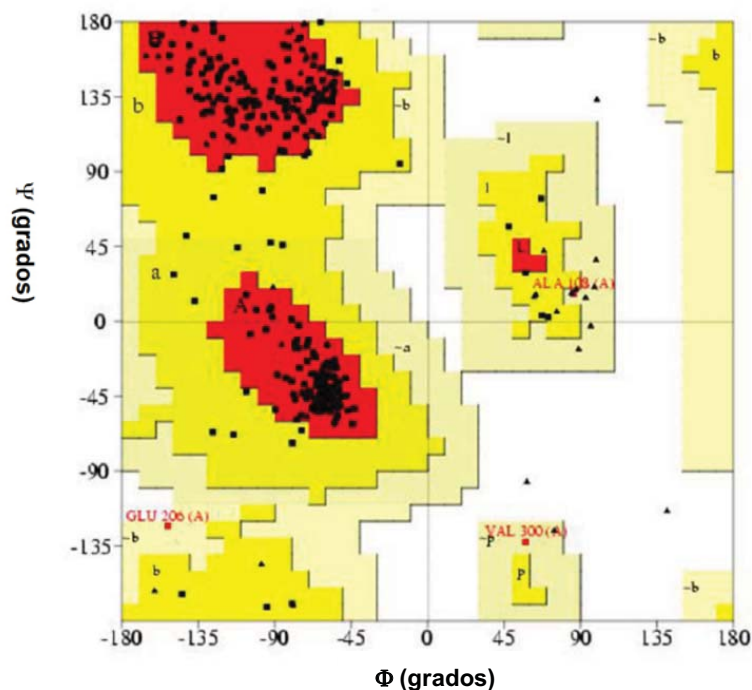 180
135
90
45
0
-45
-90
-135
-180
-135
-90
-45
0
45
90
135
180
Ψ (grados)
Φ (grados)
B
b
~b
~b
b
~l
l
L
ALA 108 (A)
a
A
~a
GLU 206 (A)
~b
b
VAL 300 (A)
~p
p
~b